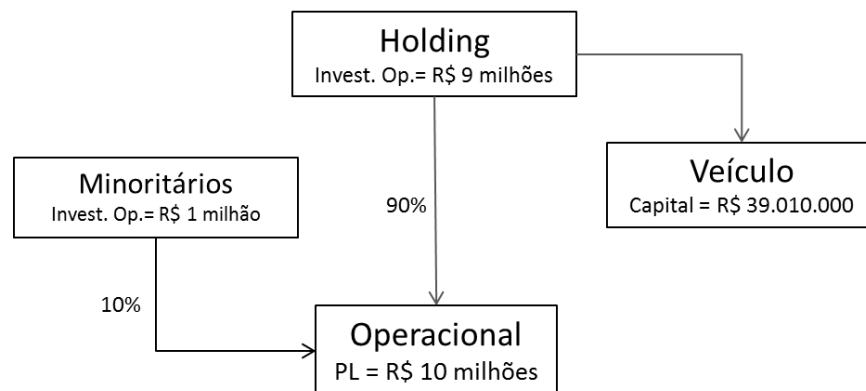 Holding
Invest. Op.= R$ 9 milhões
Minoritários
Invest. Op.= R$ 1 milhão
90%
Veículo
Capital = R$ 39.010.000
10%
Operacional
PL = R$ 10 milhões